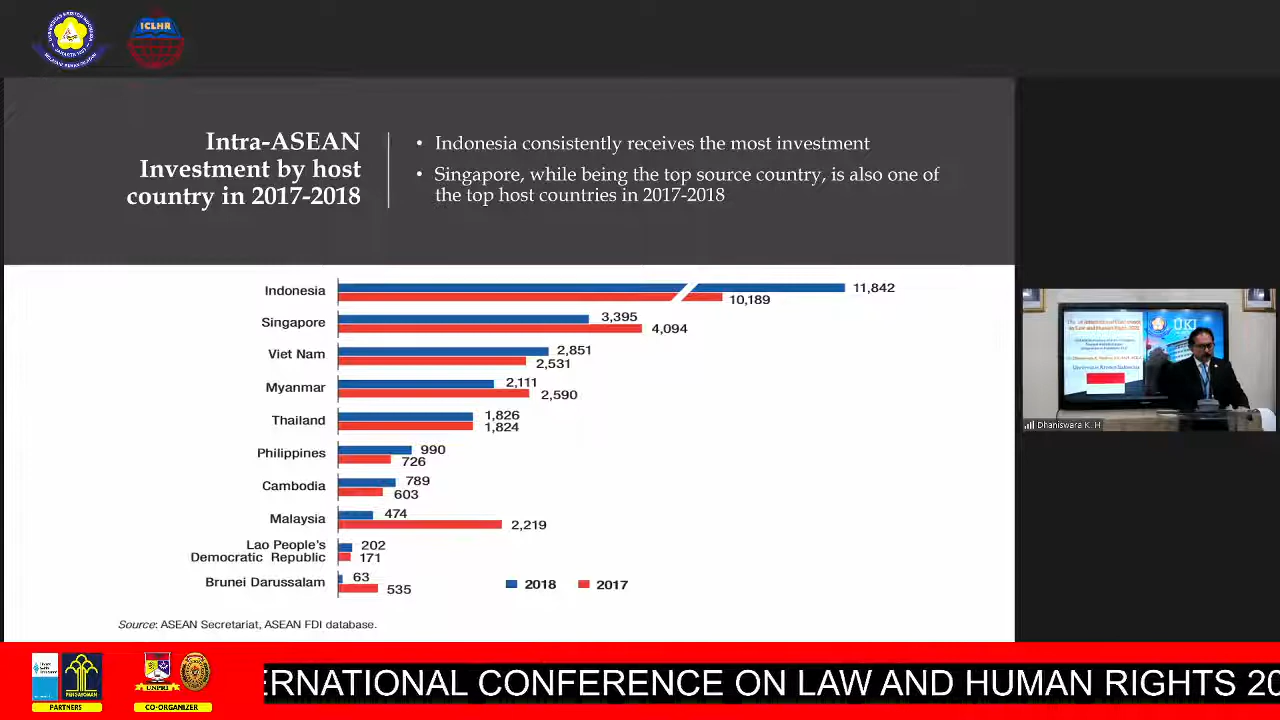 ICLHR
Intra-ASEAN
Investment by host
country in 2017-2018
• Indonesia consistently receives the most investment
• Singapore, while being the top source country, is also one of
the top host countries in 2017-2018
Indonesia 11,842
10,189
Singapore 3,395
4,094
Viet Nam 2,851
2,531
Myanmar 2,111
2,590
Thailand 1,826
1,824
Philippines 990
726
Cambodia 789
603
Malaysia 474
2,219
Lao People's
Democratic Republic 202
171
Brunei Darussalam 63
535
2018 2017
Source: ASEAN Secretariat, ASEAN FDI database.
UKI
Dhaniswara K. H
PENGAYOMAN
PARTNERS
UNPRI
CO-ORGANIZER
ERNATIONAL CONFERENCE ON LAW AND HUMAN RIGHTS 20